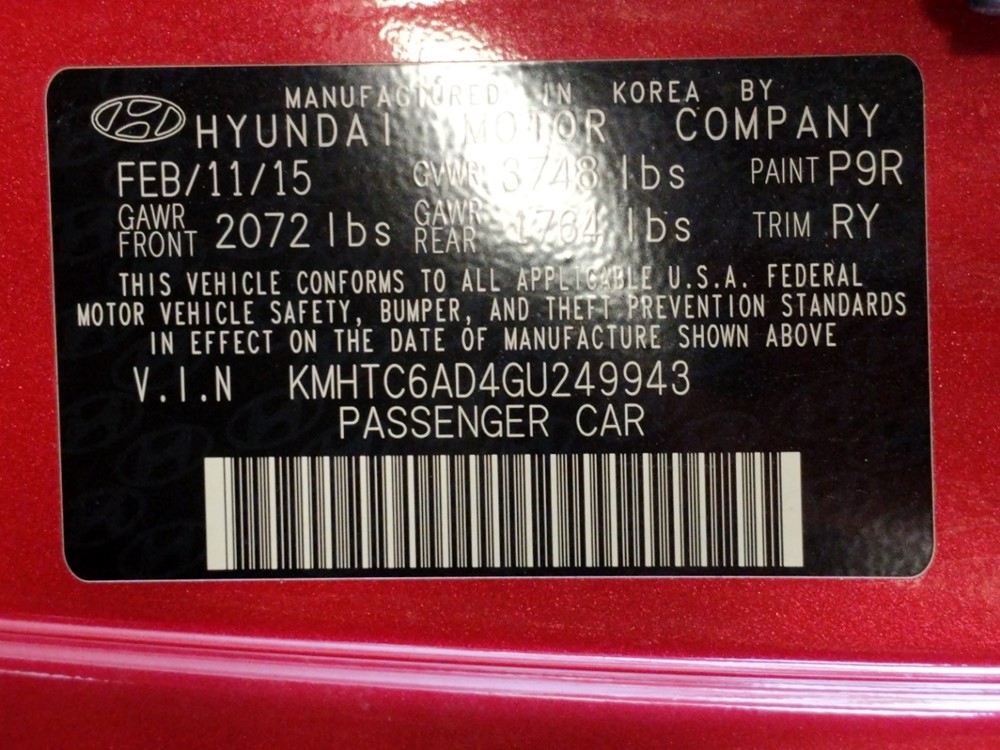 MANUFACTURED IN KOREA BY
HYUNDAI MOTOR COMPANY
FEB/11/15 GVWR 3748 lbs PAINT P9R
GAWR FRONT 2072 lbs GAWR REAR 1764 lbs TRIM RY
THIS VEHICLE CONFORMS TO ALL APPLICABLE U.S.A. FEDERAL
MOTOR VEHICLE SAFETY, BUMPER, AND THEFT PREVENTION STANDARDS
IN EFFECT ON THE DATE OF MANUFACTURE SHOWN ABOVE
V.I.N KMHTC6AD4GU249943
PASSENGER CAR